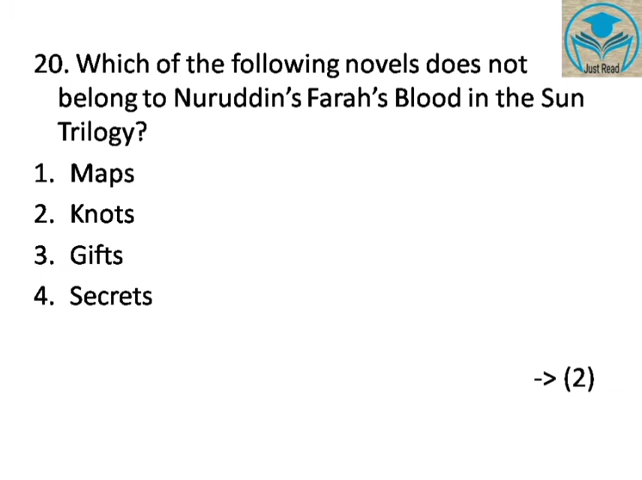 Just Read
20. Which of the following novels does not
belong to Nuruddin’s Farah’s Blood in the Sun
Trilogy?
1. Maps
2. Knots
3. Gifts
4. Secrets
-> (2)